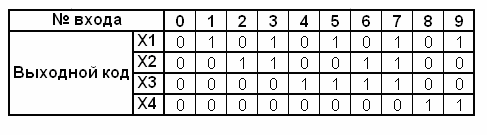 № входа 0 1 2 3 4 5 6 7 8 9
Выходной код X1 0 1 0 1 0 1 0 1 0 1
X2 0 0 1 1 0 0 1 1 0 0
X3 0 0 0 0 1 1 1 1 0 0
X4 0 0 0 0 0 0 0 0 1 1